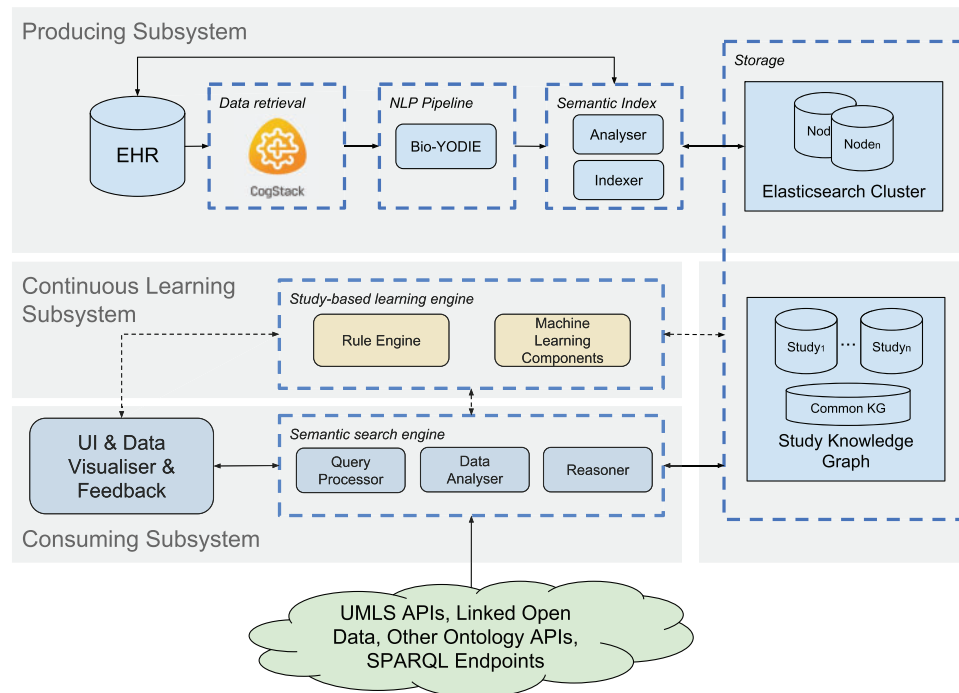 Producing Subsystem
Storage
Data retrieval
NLP Pipeline
Semantic Index
EHR
CogStack
Bio-YODIE
Analyser
Indexer
Noden
Elasticsearch Cluster
Continuous Learning
Subsystem
Study-based learning engine
Rule Engine
Machine
Learning
Components
Study1
...
Studyn
Common KG
Study Knowledge
Graph
UI & Data
Visualiser &
Feedback
Semantic search engine
Query
Processor
Data
Analyser
Reasoner
Consuming Subsystem
UMLS APIs, Linked Open
Data, Other Ontology APIs,
SPARQL Endpoints